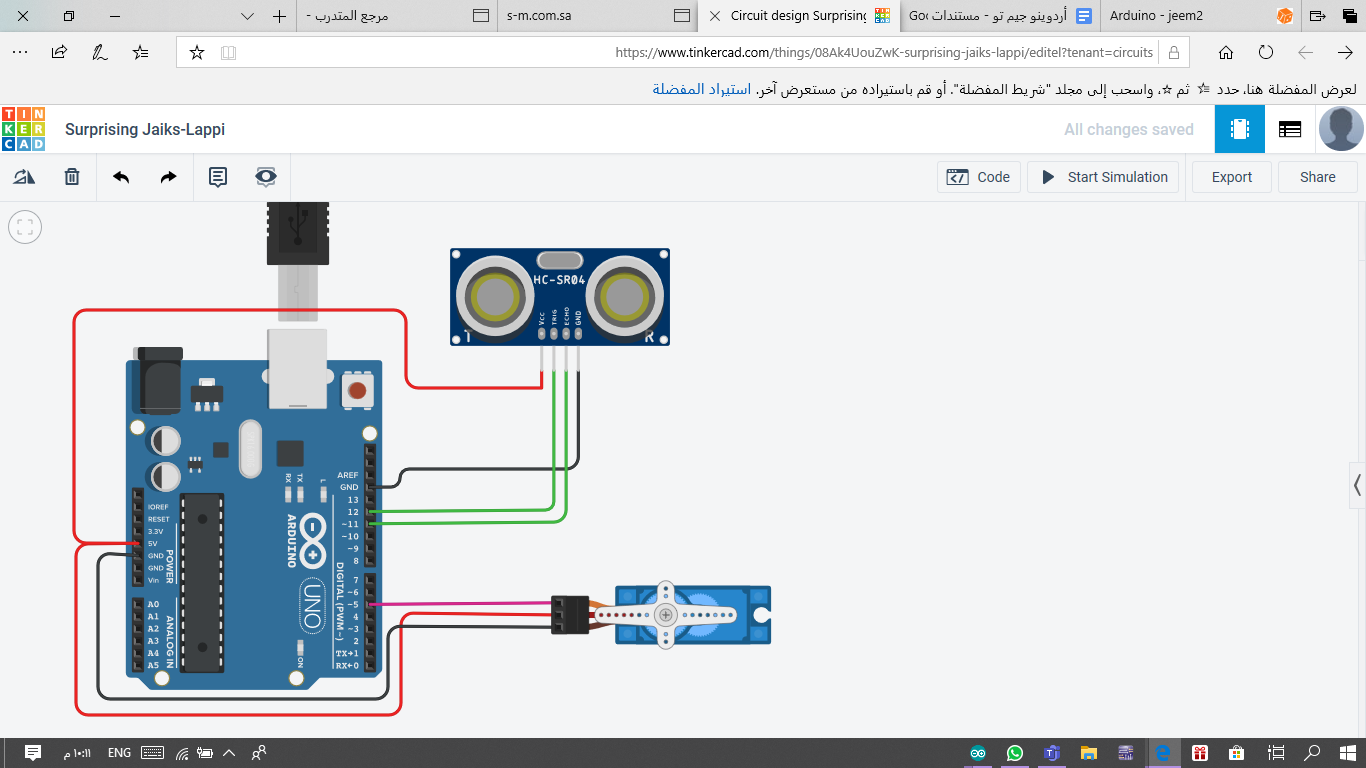 مرجع المتدرب -
s-m.com.sa
Circuit design Surprising
أردوينو جيم تو - مستندات Goo
Arduino - jeem2
https://www.tinkercad.com/things/08Ak4UouZwK-surprising-jaiks-lappi/editel?tenant=circuits
لعرض المفضلة هنا، حدد ثم ☆، واسحب إلى مجلد "شريط المفضلة". أو قم باستيراده من مستعرض آخر. استيراد المفضلة
TIN
KER
CAD
Surprising Jaiks-Lappi
All changes saved
Code
Start Simulation
Export
Share
HC-SR04
Vcc
TRIG
ECHO
GND
T
R
RX
TX
L
AREF
GND
13
12
~11
~10
~9
8
7
~6
~5
4
~3
2
TX→1
RX←0
DIGITAL (PWM~)
ARDUINO
UNO
ON
IOREF
RESET
3.3V
5V
GND
GND
Vin
POWER
A0
A1
A2
A3
A4
A5
ANALOG IN
١٠:١١ م
ENG